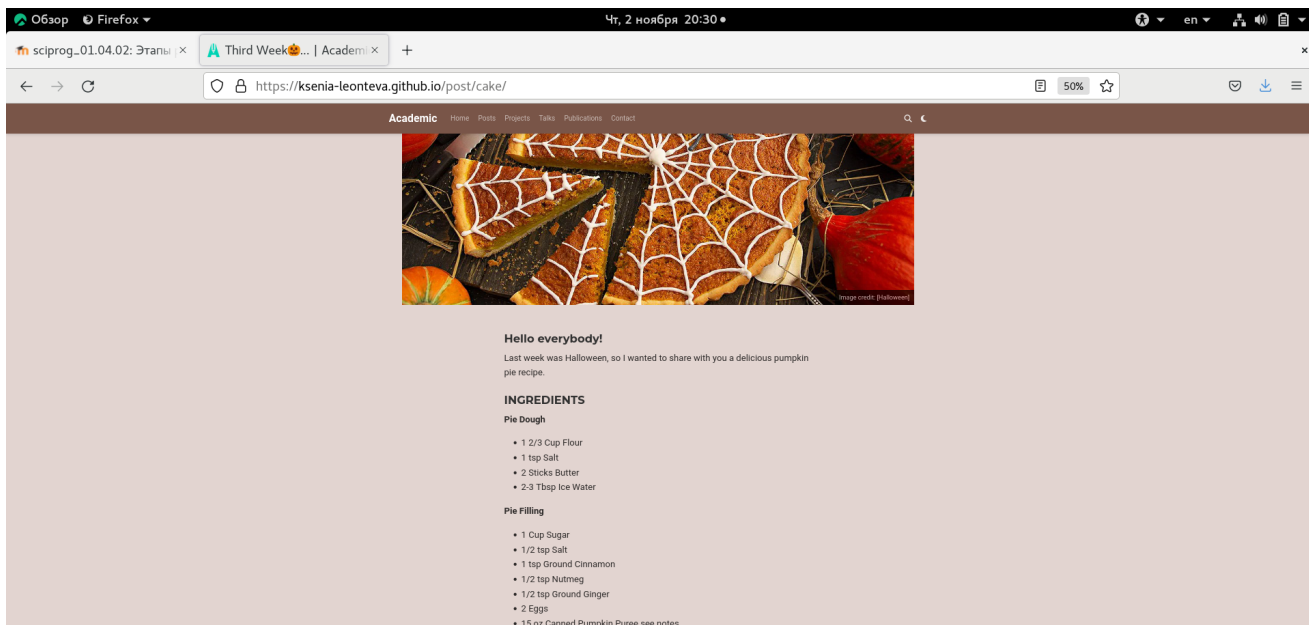 Обзор Firefox Чт, 2 ноября 20:30 en
sciprog_01.04.02: Этапы Third Week🎃... | Academi
https://ksenia-leonteva.github.io/post/cake/ 50%
Academic Home Posts Projects Talks Publications Contact
Image credit: [Halloween]
Hello everybody!
Last week was Halloween, so I wanted to share with you a delicious pumpkin
pie recipe.
INGREDIENTS
Pie Dough
• 1 2/3 Cup Flour
• 1 tsp Salt
• 2 Sticks Butter
• 2-3 Tbsp Ice Water
Pie Filling
• 1 Cup Sugar
• 1/2 tsp Salt
• 1 tsp Ground Cinnamon
• 1/2 tsp Nutmeg
• 1/2 tsp Ground Ginger
• 2 Eggs
• 15 oz Canned Pumpkin Puree see notes